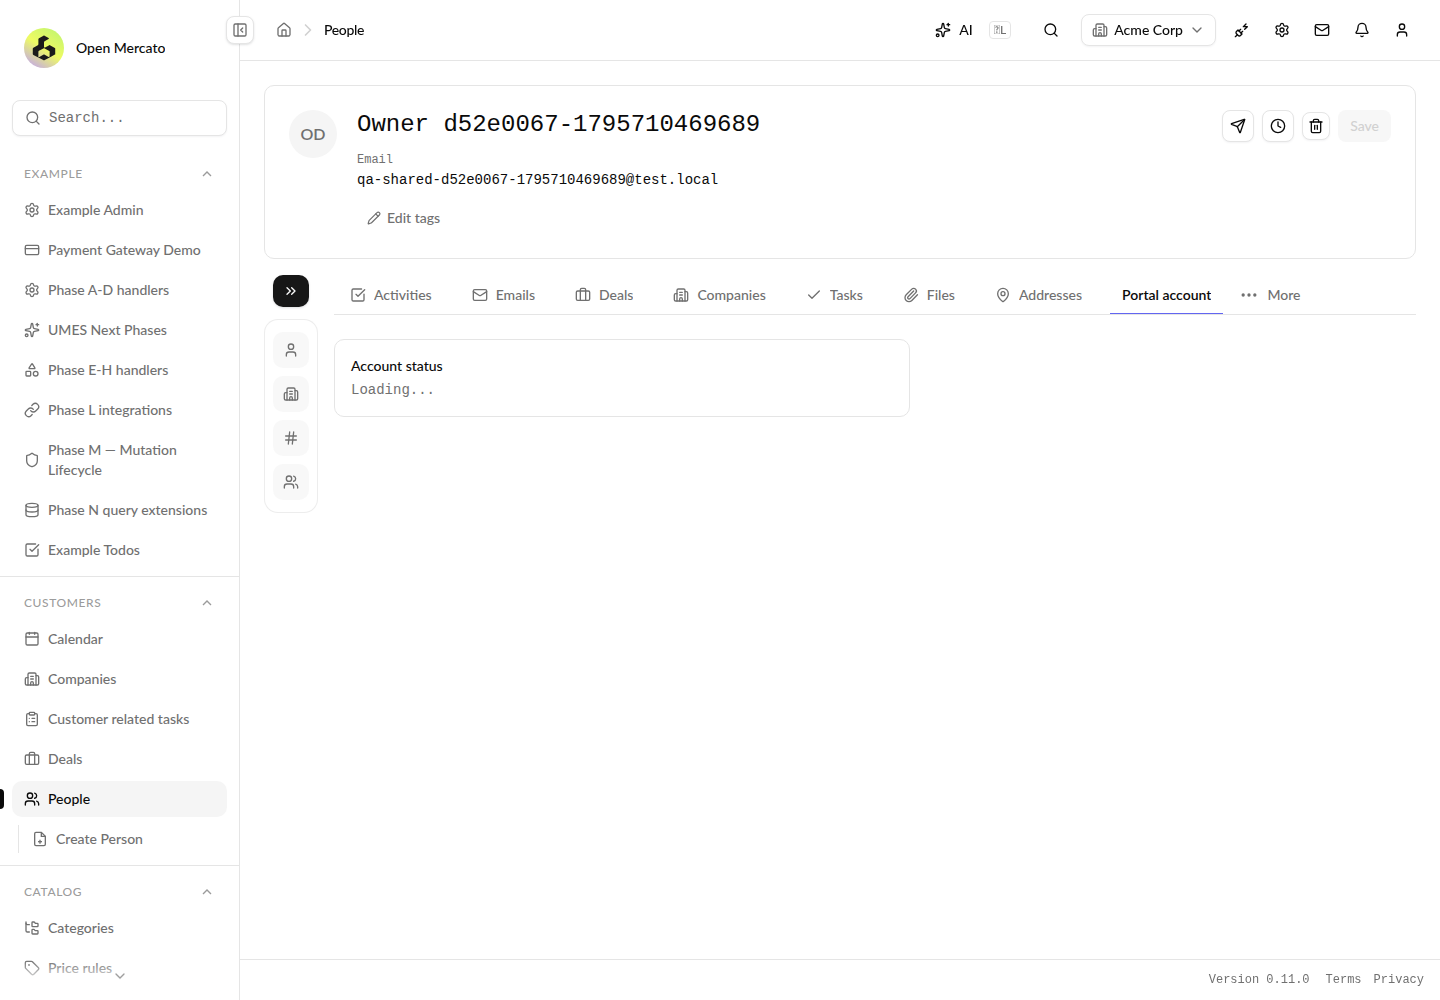 Open Mercato
People
AI
L
Acme Corp
Search...
EXAMPLE
Example Admin
Payment Gateway Demo
Phase A-D handlers
UMES Next Phases
Phase E-H handlers
Phase L integrations
Phase M — Mutation
Lifecycle
Phase N query extensions
Example Todos
CUSTOMERS
Calendar
Companies
Customer related tasks
Deals
People
Create Person
CATALOG
Categories
Price rules
OD
Owner d52e0067-1795710469689
Email
qa-shared-d52e0067-1795710469689@test.local
Edit tags
Save
Activities
Emails
Deals
Companies
Tasks
Files
Addresses
Portal account
More
Account status
Loading...
Version 0.11.0
Terms
Privacy